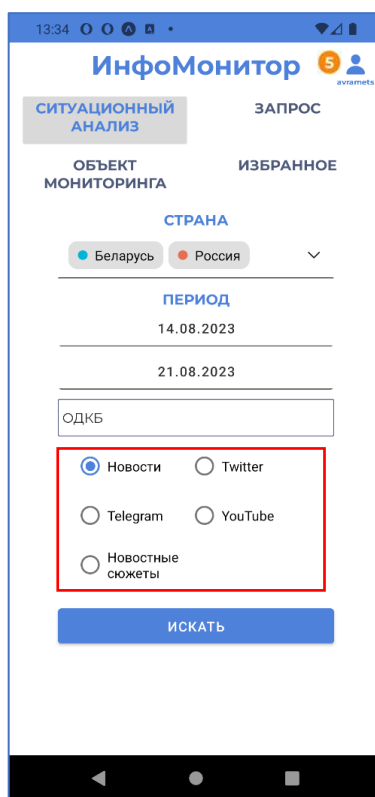 13:34
ИнфоМонитор
5
avramets
СИТУАЦИОННЫЙ
АНАЛИЗ
ЗАПРОС
ОБЪЕКТ
МОНИТОРИНГА
ИЗБРАННОЕ
СТРАНА
Беларусь Россия
ПЕРИОД
14.08.2023
21.08.2023
ОДКБ
Новости Twitter
Telegram YouTube
Новостные
сюжеты
ИСКАТЬ